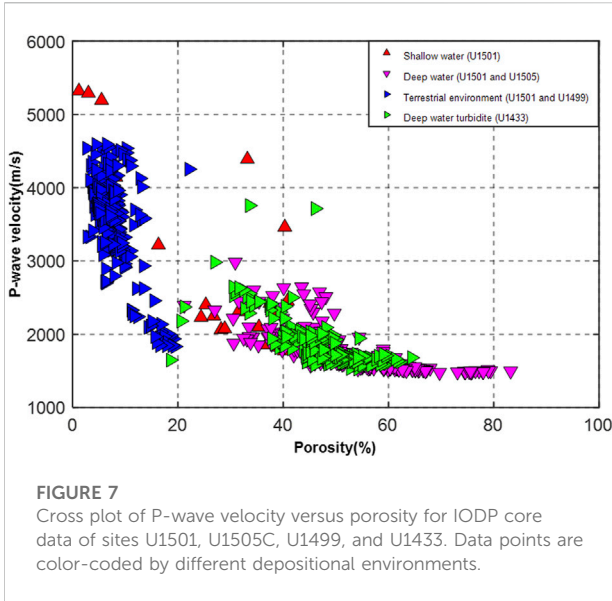 6000
5000
4000
3000
2000
1000
P-wave velocity(m/s)
Shallow water (U1501)
Deep water (U1501 and U1505)
Terrestrial environment (U1501 and U1499)
Deep water turbidite (U1433)
0 20 40 60 80 100
Porosity(%)
FIGURE 7
Cross plot of P-wave velocity versus porosity for IODP core
data of sites U1501, U1505C, U1499, and U1433. Data points are
color-coded by different depositional environments.